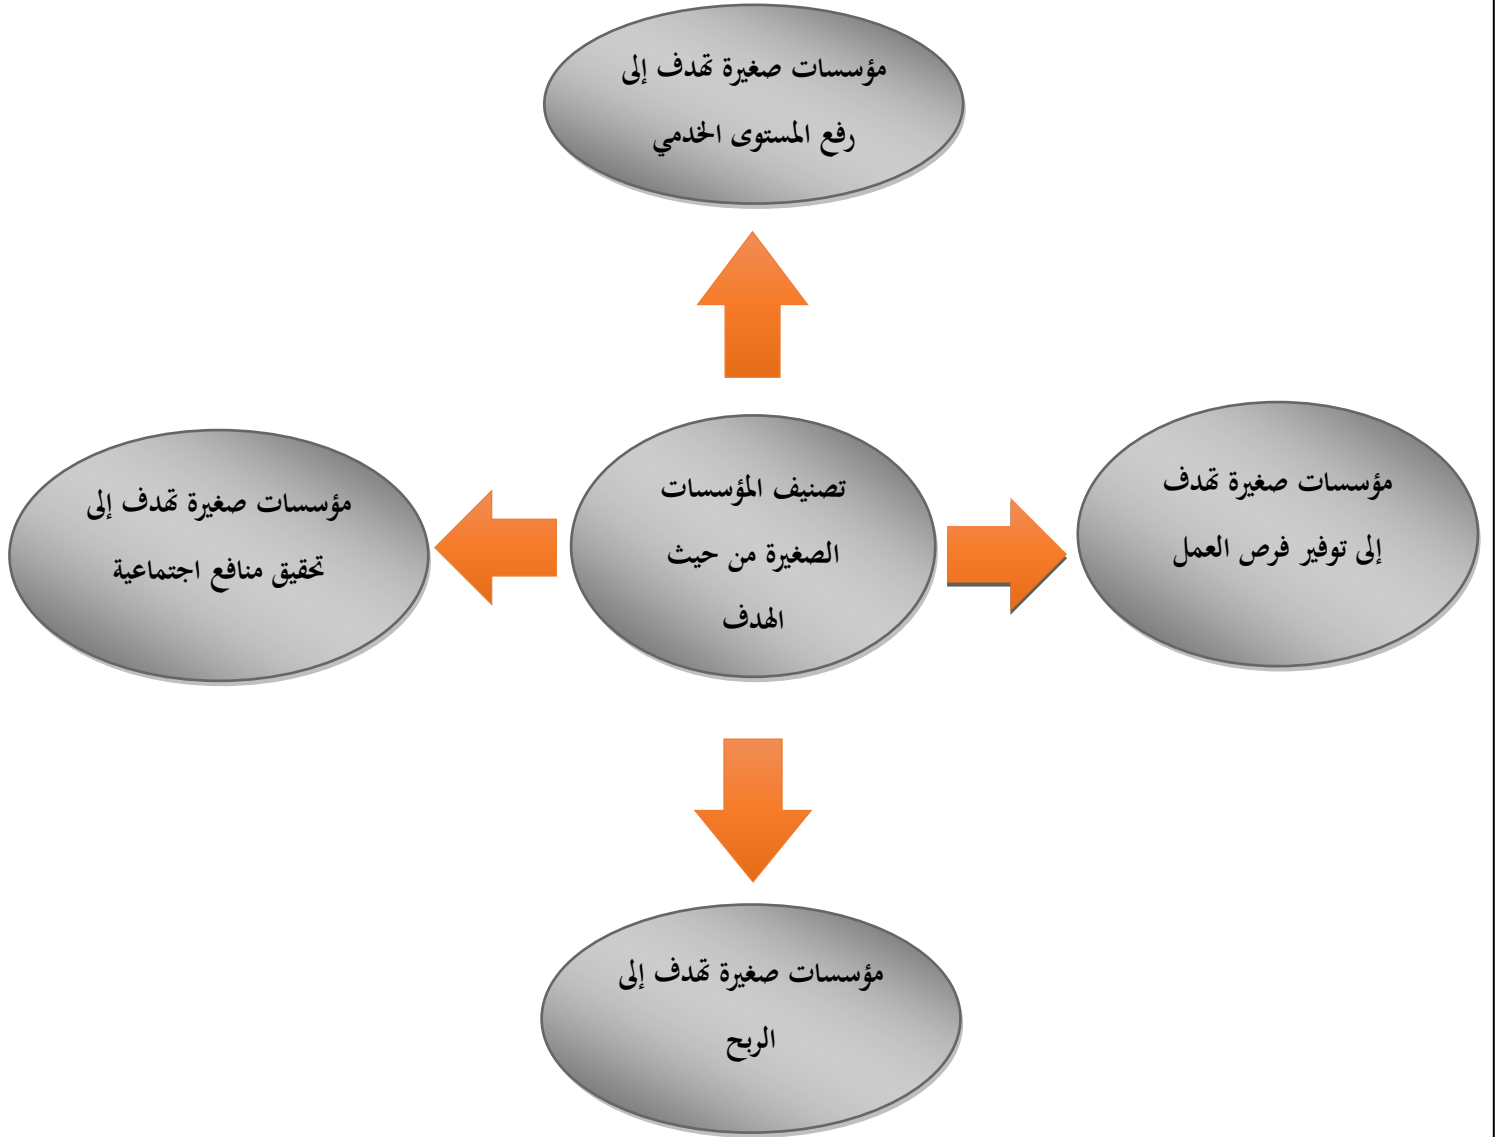 مؤسسات صغيرة تهدف إلى
رفع المستوى الخدمي
تصنيف المؤسسات
الصغيرة من حيث
الهدف
مؤسسات صغيرة تهدف
إلى توفير فرص العمل
مؤسسات صغيرة تهدف إلى
تحقيق منافع اجتماعية
مؤسسات صغيرة تهدف إلى
الربح